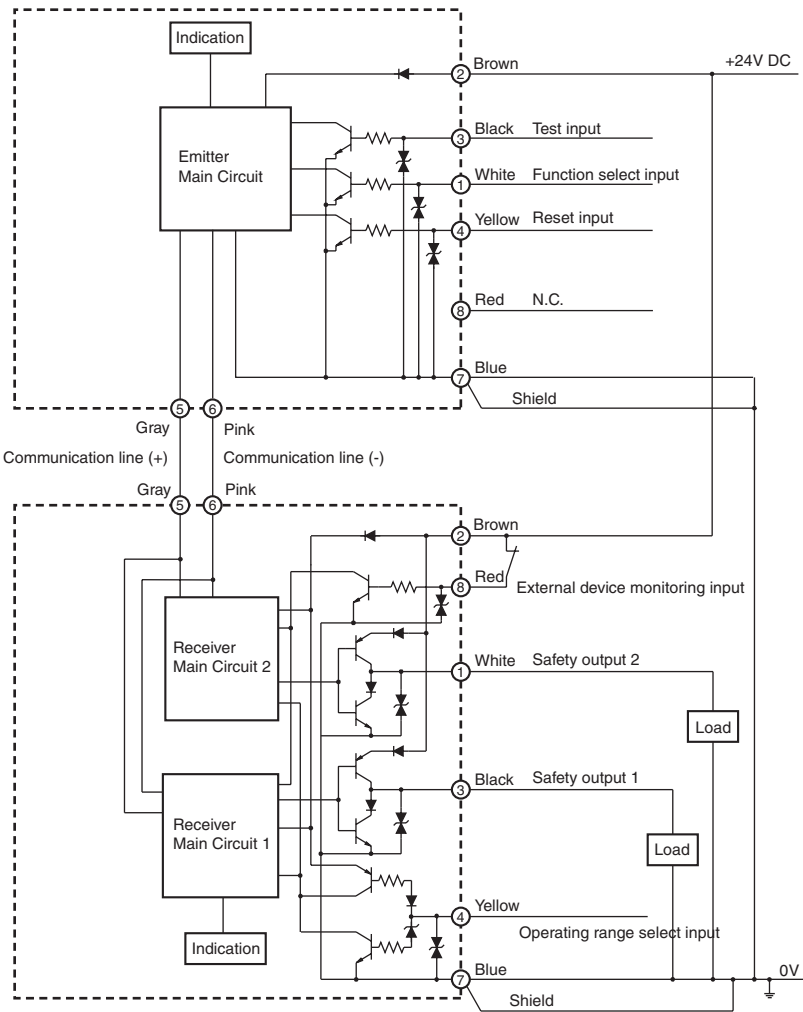 Indication
2 Brown +24V DC
Emitter
Main Circuit
3 Black Test input
1 White Function select input
4 Yellow Reset input
8 Red N.C.
7 Blue
Shield
5 6
Gray Pink
Communication line (+) Communication line (-)
Gray Pink
5 6
2 Brown
8 Red
External device monitoring input
Receiver
Main Circuit 2
1 White Safety output 2
Load
3 Black Safety output 1
Receiver
Main Circuit 1
Load
4 Yellow
Operating range select input
Indication
7 Blue 0V
Shield